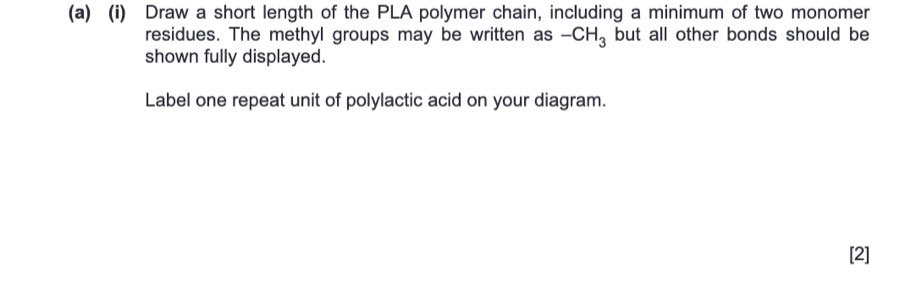 (a) (i) Draw a short length of the PLA polymer chain, including a minimum of two monomer
residues. The methyl groups may be written as –CH₃ but all other bonds should be
shown fully displayed.
Label one repeat unit of polylactic acid on your diagram.
[2]